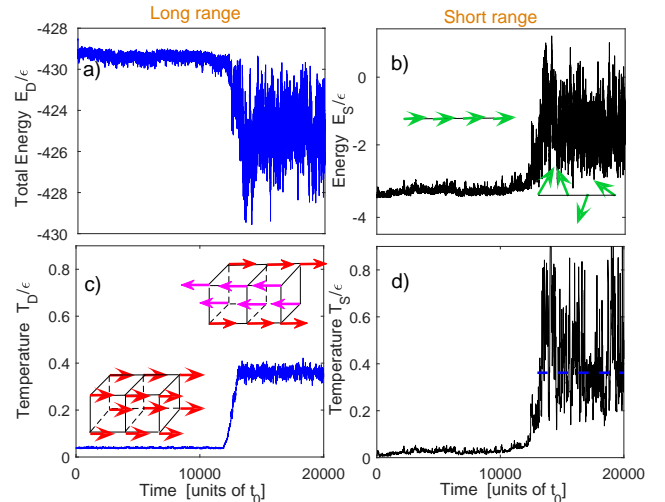 Long range
Short range
-424
-426
-428
-430
Total Energy E_D/ϵ
a)
0
-2
-4
Energy E_S/ϵ
b)
0.8
0.6
0.4
0.2
0
Temperature T_D/ϵ
c)
0
10000
20000
Time [units of t_0]
0.8
0.6
0.4
0.2
0
Temperature T_S/ϵ
d)
0
10000
20000
Time [units of t_0]